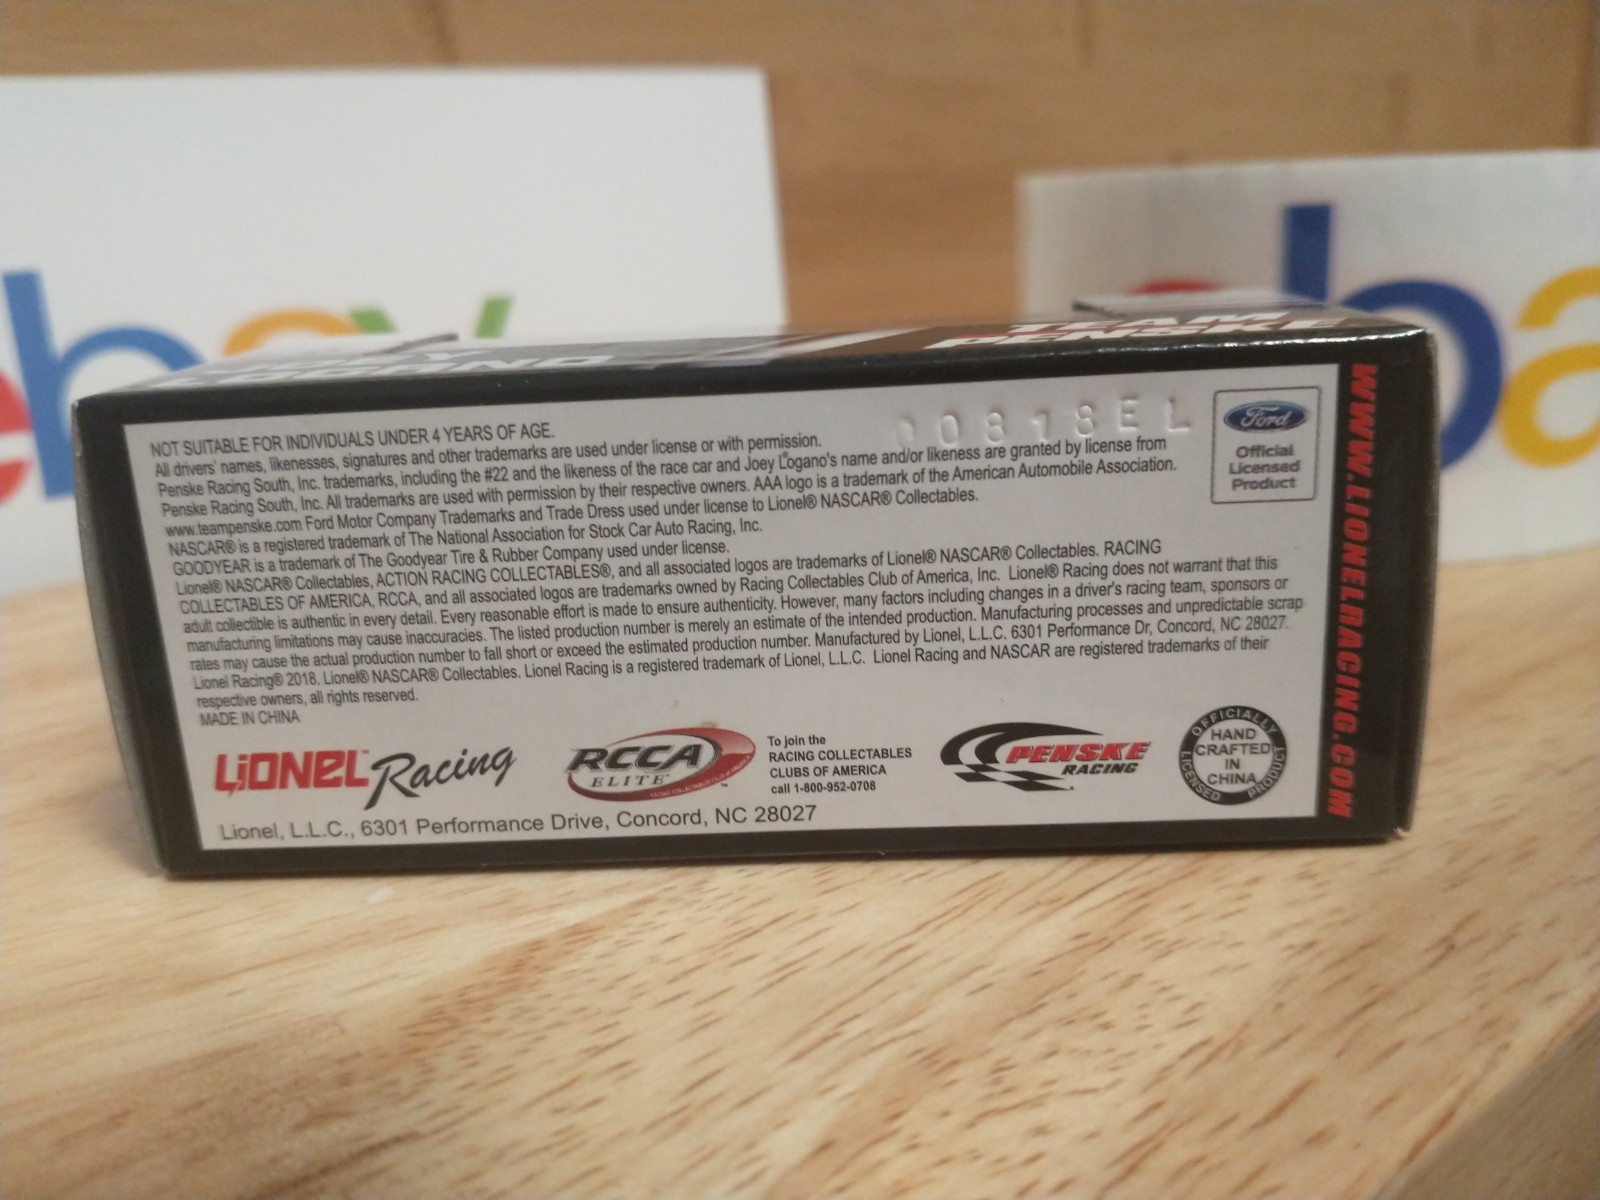 ebay
eba
LOGANO
TEAM
PENSKE
00818EL
NOT SUITABLE FOR INDIVIDUALS UNDER 4 YEARS OF AGE.
All drivers' names, likenesses, signatures and other trademarks are used under license or with permission.
Penske Racing South, Inc. trademarks, including the #22 and the likeness of the race car and Joey Logano's name and/or likeness are granted by license from
Penske Racing South, Inc. All trademarks are used with permission by their respective owners. AAA logo is a trademark of the American Automobile Association.
www.teampenske.com Ford Motor Company Trademarks and Trade Dress used under license to Lionel® NASCAR® Collectables.
NASCAR® is a registered trademark of The National Association for Stock Car Auto Racing, Inc.
GOODYEAR is a trademark of The Goodyear Tire & Rubber Company used under license.
Lionel® NASCAR® Collectables, ACTION RACING COLLECTABLES®, and all associated logos are trademarks of Lionel® NASCAR® Collectables. RACING
COLLECTABLES OF AMERICA, RCCA, and all associated logos are trademarks owned by Racing Collectables Club of America, Inc. Lionel® Racing does not warrant that this
adult collectible is authentic in every detail. Every reasonable effort is made to ensure authenticity. However, many factors including changes in a driver's racing team, sponsors or
manufacturing limitations may cause inaccuracies. The listed production number is merely an estimate of the intended production. Manufacturing processes and unpredictable scrap
rates may cause the actual production number to fall short or exceed the estimated production number. Manufactured by Lionel, L.L.C. 6301 Performance Dr, Concord, NC 28027.
Lionel Racing® 2018. Lionel® NASCAR® Collectables. Lionel Racing is a registered trademark of Lionel, L.L.C. Lionel Racing and NASCAR are registered trademarks of their
respective owners, all rights reserved.
MADE IN CHINA
Ford
Official
Licensed
Product
WWW.LIONELRACING.COM
LIONEL™ Racing
RCCA
ELITE™
To join the
RACING COLLECTABLES
CLUBS OF AMERICA
call 1-800-952-0708
PENSKE
RACING
OFFICIALLY LICENSED PRODUCT
HAND
CRAFTED
IN
CHINA
Lionel, L.L.C., 6301 Performance Drive, Concord, NC 28027